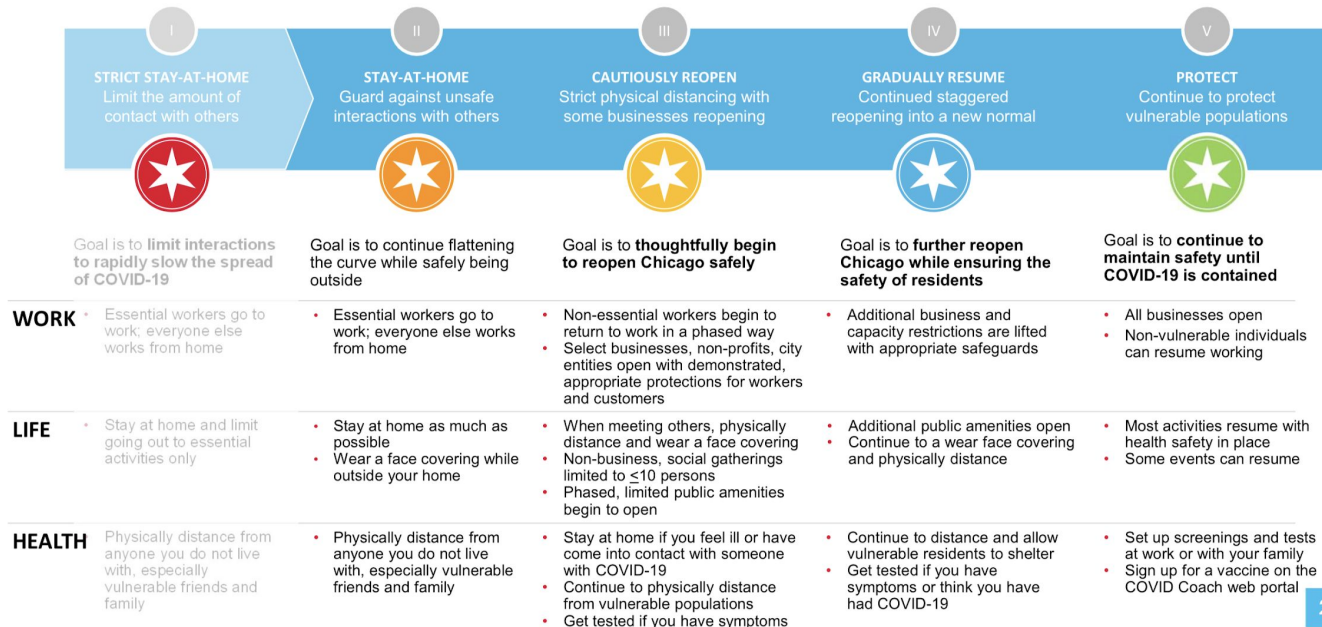 I
II
III
IV
V
STRICT STAY-AT-HOME
Limit the amount of
contact with others
STAY-AT-HOME
Guard against unsafe
interactions with others
CAUTIOUSLY REOPEN
Strict physical distancing with
some businesses reopening
GRADUALLY RESUME
Continued staggered
reopening into a new normal
PROTECT
Continue to protect
vulnerable populations
Goal is to limit interactions
to rapidly slow the spread
of COVID-19
Goal is to continue flattening
the curve while safely being
outside
Goal is to thoughtfully begin
to reopen Chicago safely
Goal is to further reopen
Chicago while ensuring the
safety of residents
Goal is to continue to
maintain safety until
COVID-19 is contained
WORK
• Essential workers go to
work; everyone else
works from home
• Essential workers go to
work; everyone else works
from home
• Non-essential workers begin to
return to work in a phased way
• Select businesses, non-profits, city
entities open with demonstrated,
appropriate protections for workers
and customers
• Additional business and
capacity restrictions are lifted
with appropriate safeguards
• All businesses open
• Non-vulnerable individuals
can resume working
LIFE
• Stay at home and limit
going out to essential
activities only
• Stay at home as much as
possible
• Wear a face covering while
outside your home
• When meeting others, physically
distance and wear a face covering
• Non-business, social gatherings
limited to ≤10 persons
• Phased, limited public amenities
begin to open
• Additional public amenities open
• Continue to a wear face covering
and physically distance
• Most activities resume with
health safety in place
• Some events can resume
HEALTH
Physically distance from
anyone you do not live
with, especially
vulnerable friends and
family
• Physically distance from
anyone you do not live
with, especially vulnerable
friends and family
• Stay at home if you feel ill or have
come into contact with someone
with COVID-19
• Continue to physically distance
from vulnerable populations
• Get tested if you have symptoms
• Continue to distance and allow
vulnerable residents to shelter
• Get tested if you have
symptoms or think you have
had COVID-19
• Set up screenings and tests
at work or with your family
• Sign up for a vaccine on the
COVID Coach web portal